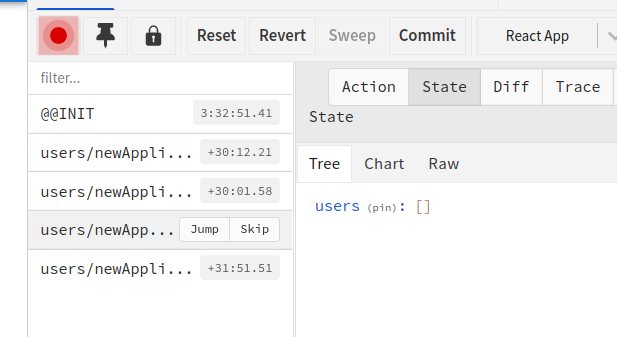 Reset Revert Sweep Commit React App
filter...
Action State Diff Trace
@@INIT 3:32:51.41
State
users/newAppli... +30:12.21
Tree Chart Raw
users/newAppli... +30:01.58
users (pin): []
users/newApp... Jump Skip
users/newAppli... +31:51.51